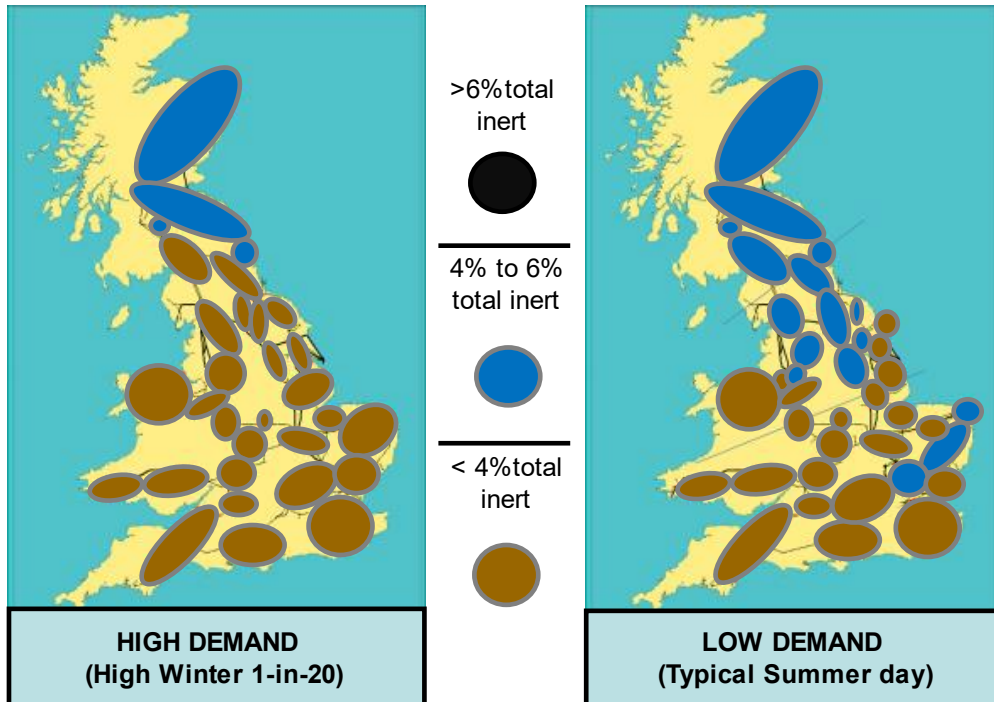 >6%total
inert
4% to 6%
total inert
< 4%total
inert
HIGH DEMAND
(High Winter 1-in-20)
LOW DEMAND
(Typical Summer day)